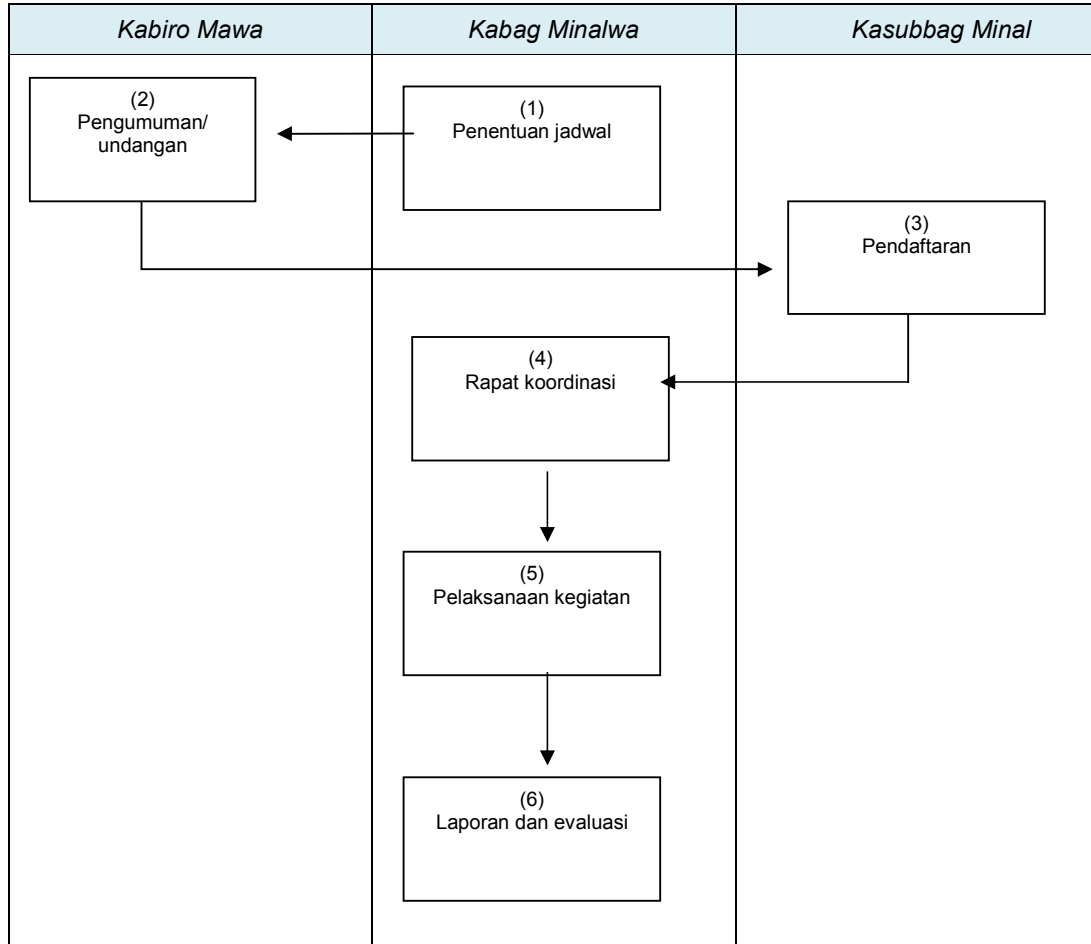 Kabiro Mawa
Kabag Minalwa
Kasubbag Minal
(2)
Pengumuman/
undangan
(1)
Penentuan jadwal
(3)
Pendaftaran
(4)
Rapat koordinasi
(5)
Pelaksanaan kegiatan
(6)
Laporan dan evaluasi